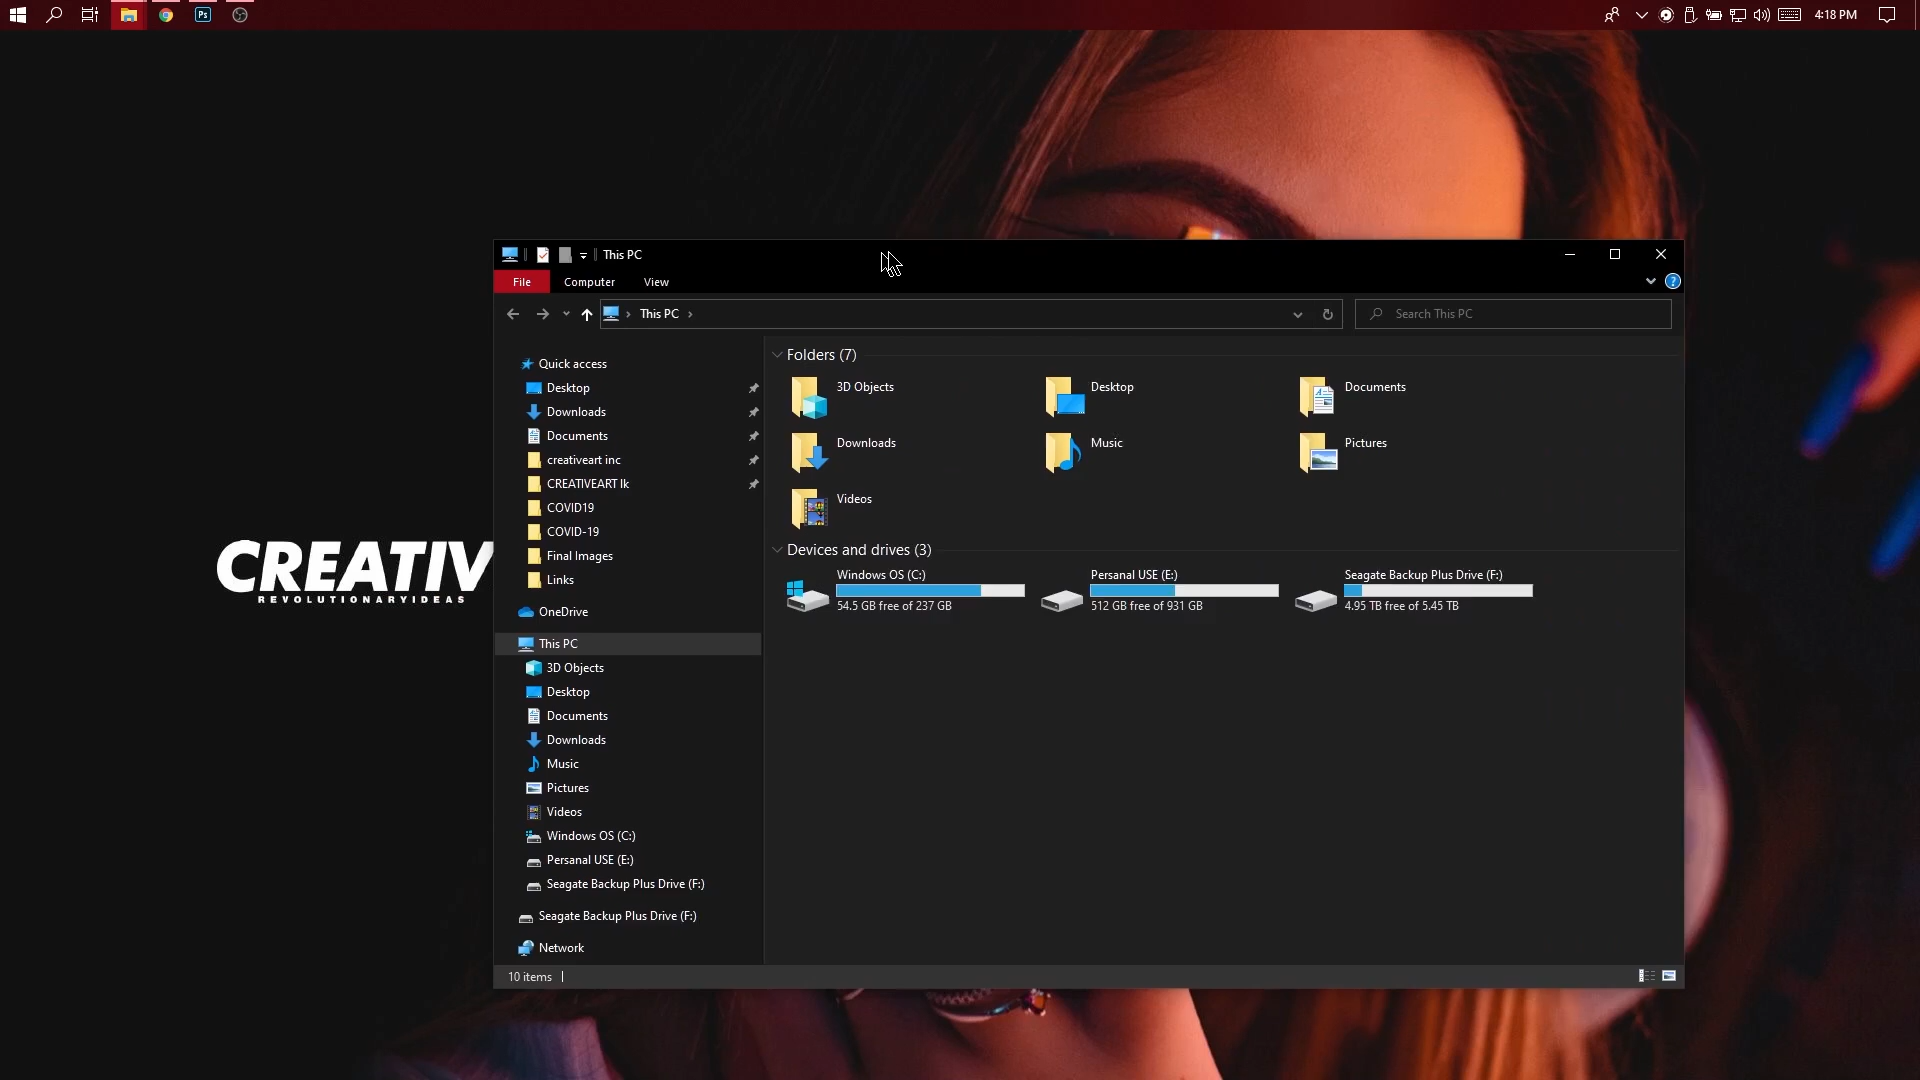 Ps
4:18 PM
This PC
File Computer View
This PC
Search This PC
Quick access
Desktop
Downloads
Documents
creativeart inc
CREATIVEART lk
COVID19
COVID-19
Final Images
Links
OneDrive
This PC
3D Objects
Desktop
Documents
Downloads
Music
Pictures
Videos
Windows OS (C:)
Persanal USE (E:)
Seagate Backup Plus Drive (F:)
Seagate Backup Plus Drive (F:)
Network
Folders (7)
3D Objects
Desktop
Documents
Downloads
Music
Pictures
Videos
Devices and drives (3)
Windows OS (C:)
54.5 GB free of 237 GB
Persanal USE (E:)
512 GB free of 931 GB
Seagate Backup Plus Drive (F:)
4.95 TB free of 5.45 TB
10 items
CREATIV
REVOLUTIONARYIDEAS